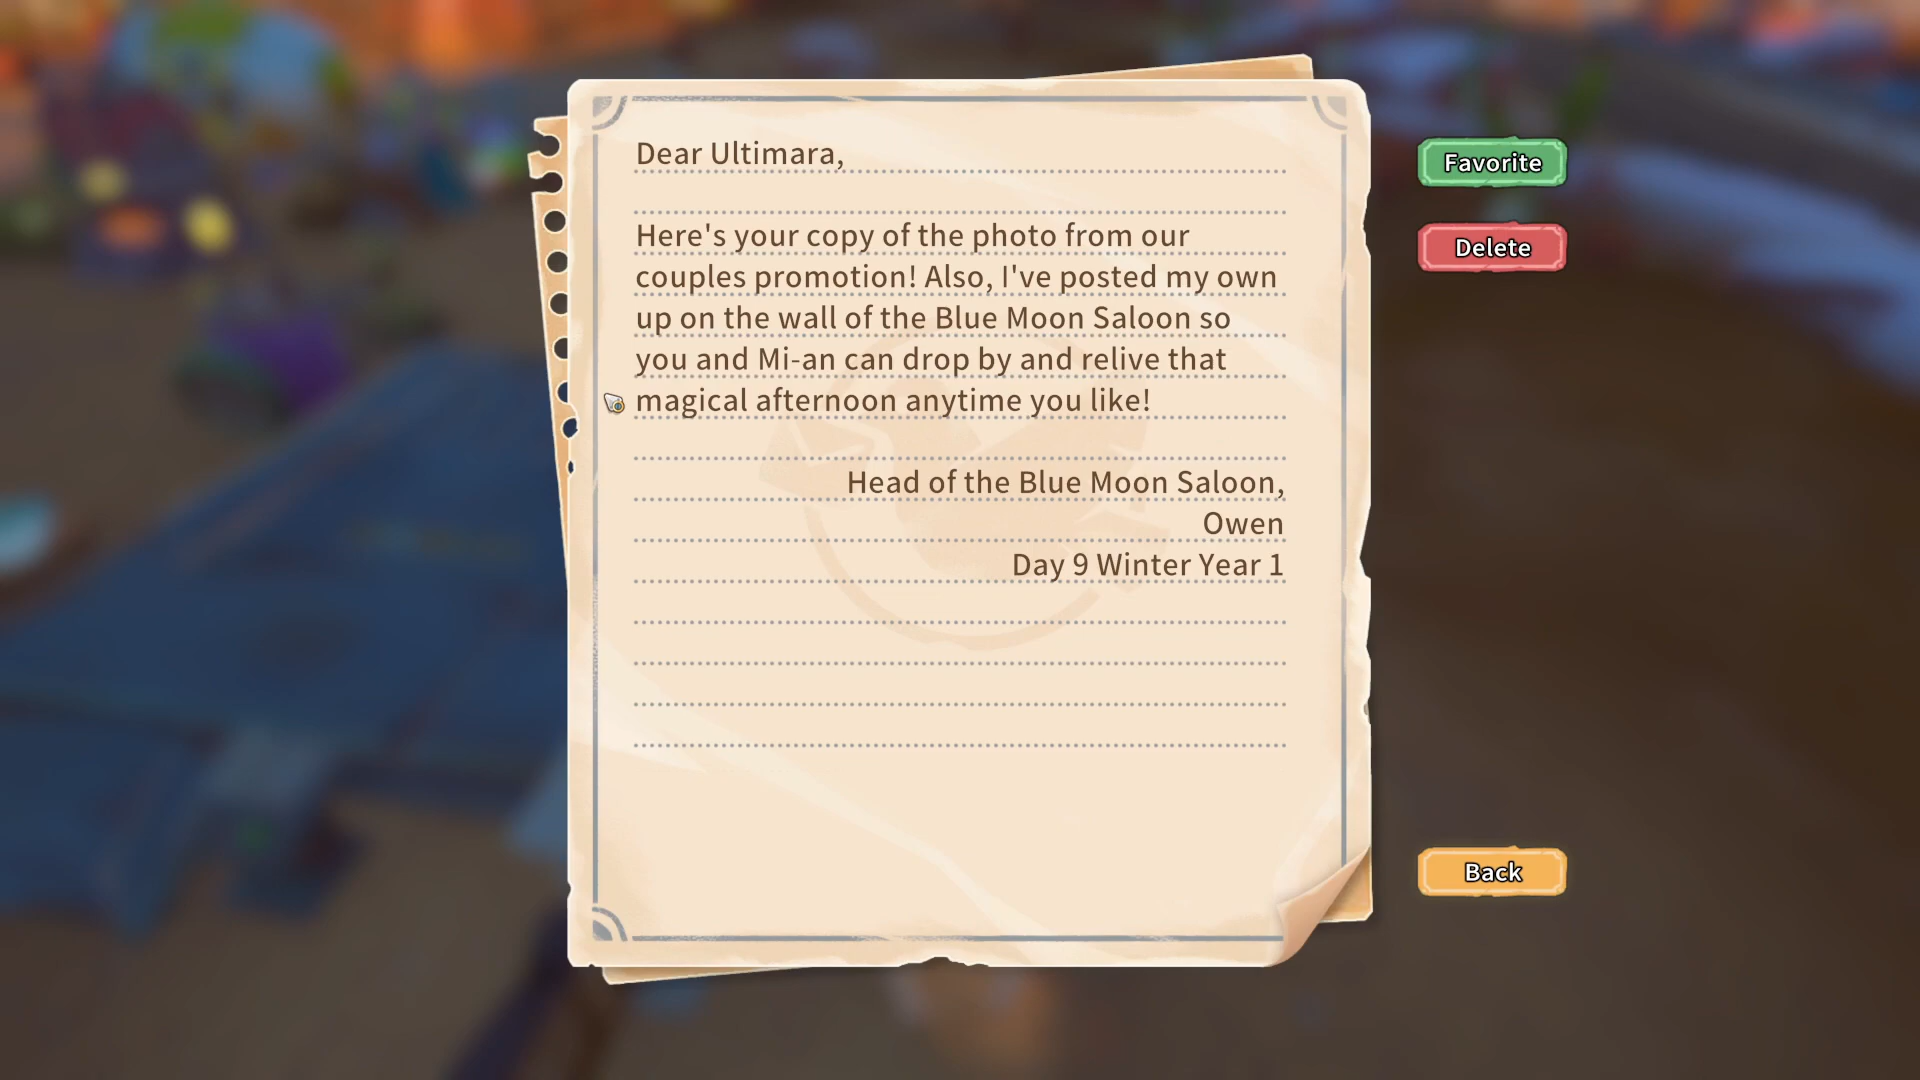 Dear Ultimara,
Here's your copy of the photo from our
couples promotion! Also, I've posted my own
up on the wall of the Blue Moon Saloon so
you and Mi-an can drop by and relive that
magical afternoon anytime you like!
Head of the Blue Moon Saloon,
Owen
Day 9 Winter Year 1
Favorite
Delete
Back